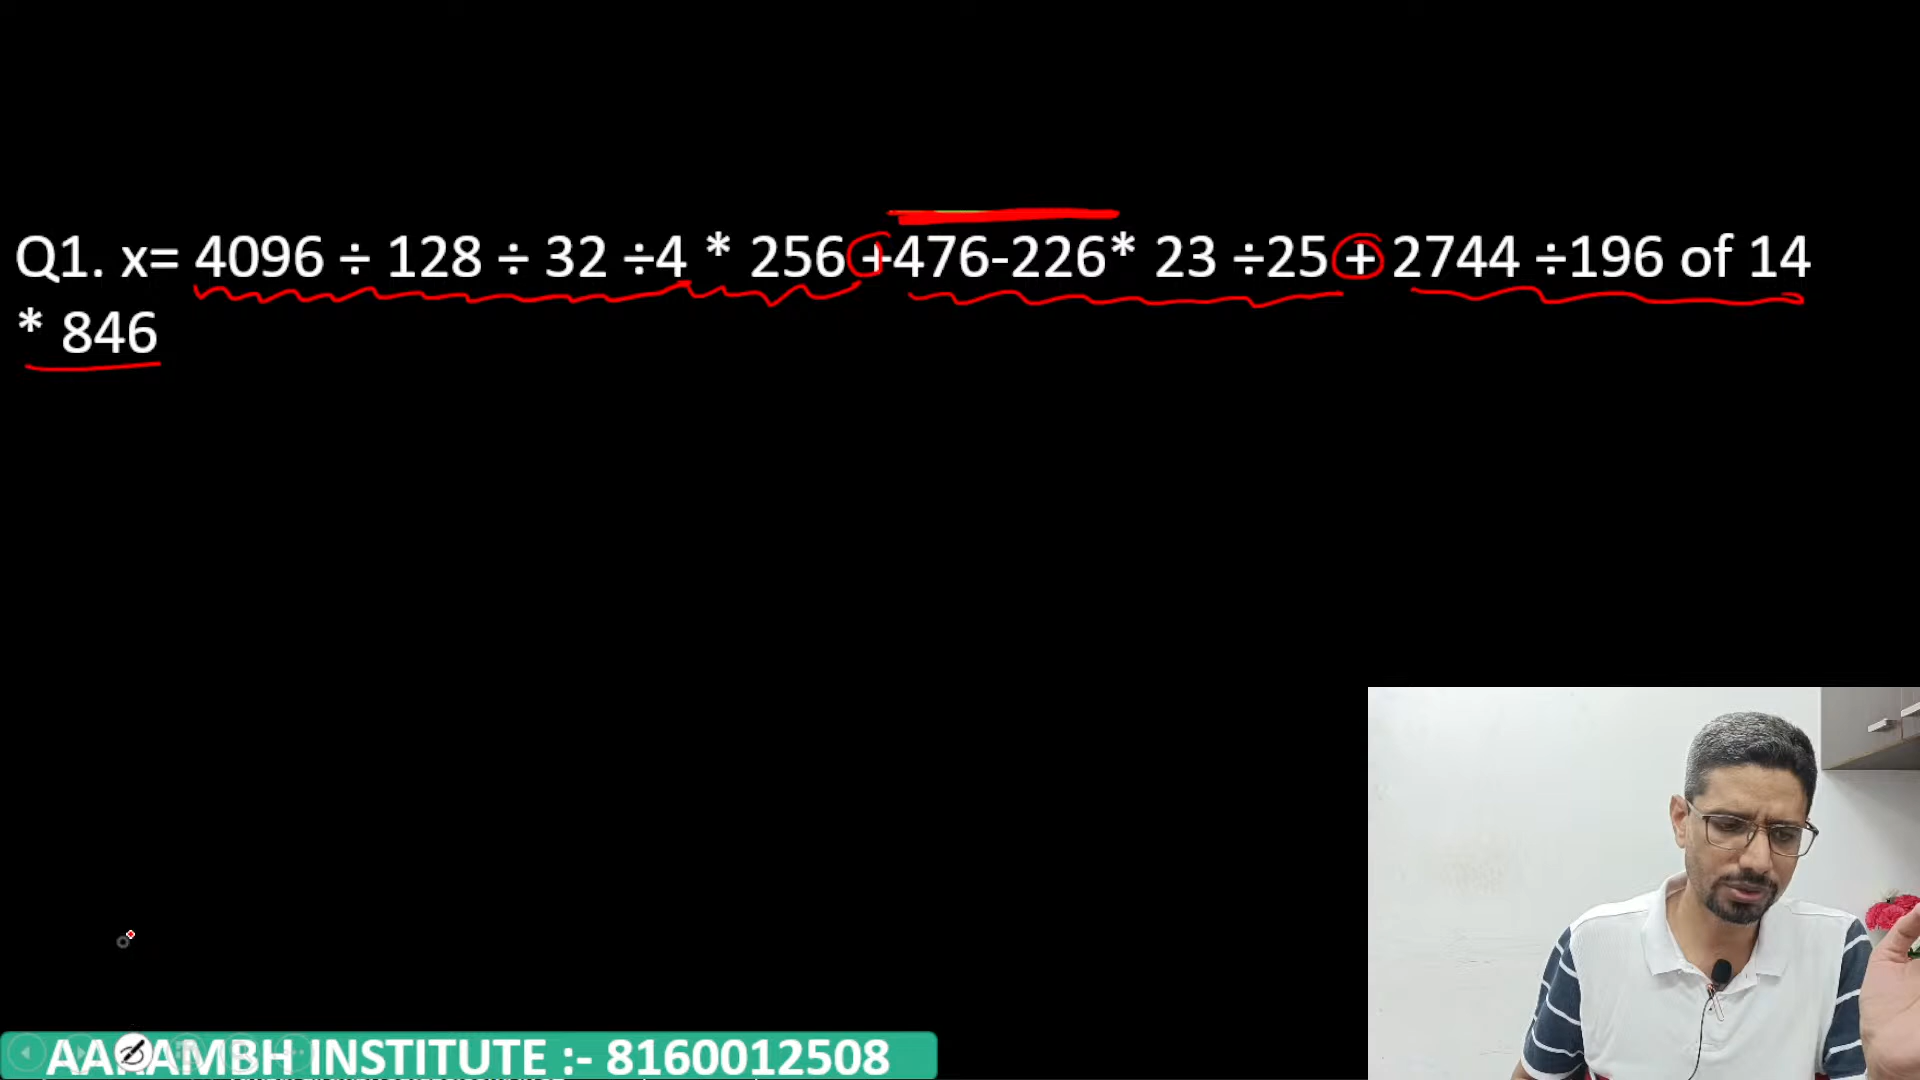 Q1. x= 4096 ÷ 128 ÷ 32 ÷4 * 256+476-226* 23 ÷25 + 2744 ÷196 of 14
* 846
AARAMBH INSTITUTE :- 8160012508